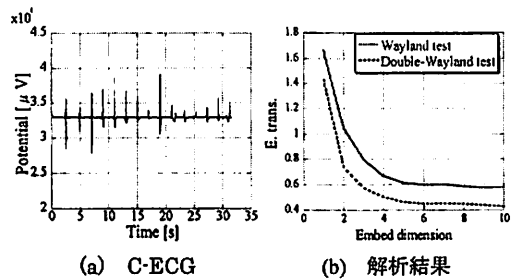 x10⁴
4.5
4
3.5
3
2.5
2
Potential [μV]
0 5 10 15 20 25 30 35
Time [s]
(a) C-ECG
Wayland test
Double-Wayland test
1.8
1.6
1.4
1.2
1
0.8
0.6
0.4
E. trans.
0 2 4 6 8 10
Embed dimension
(b) 解析結果